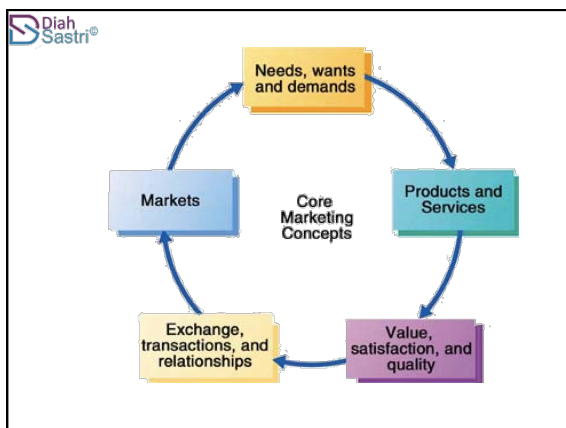 Diah
Sastri©
Needs, wants
and demands
Products and
Services
Value,
satisfaction, and
quality
Exchange,
transactions, and
relationships
Markets
Core
Marketing
Concepts